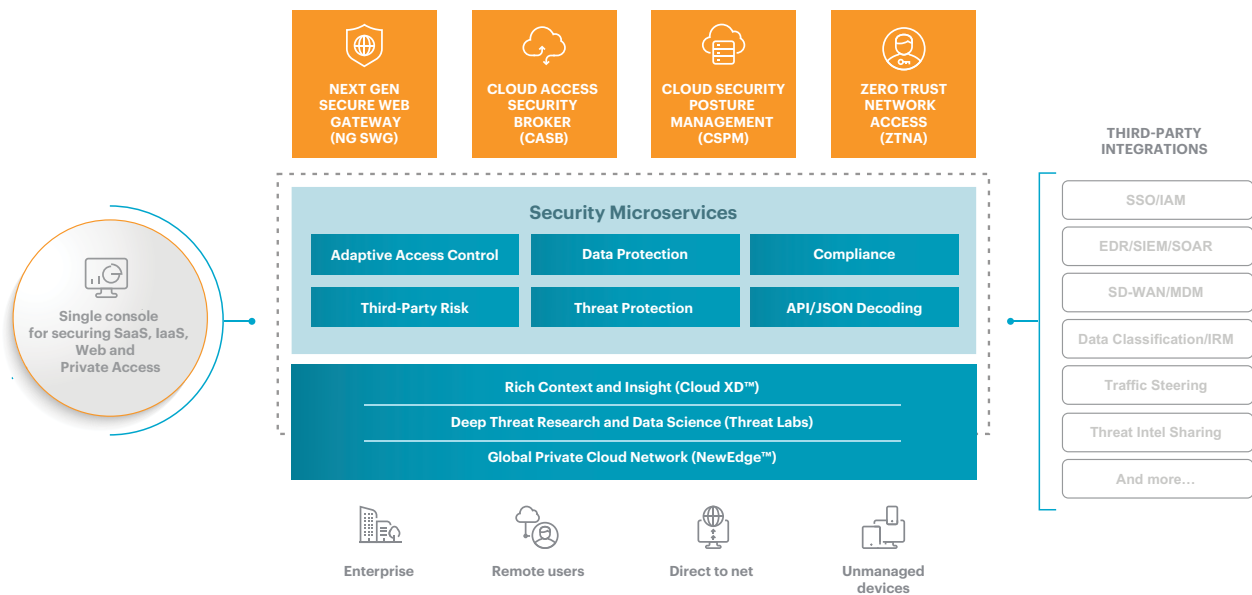 NEXT GEN
SECURE WEB
GATEWAY
(NG SWG)
CLOUD ACCESS
SECURITY
BROKER
(CASB)
CLOUD SECURITY
POSTURE
MANAGEMENT
(CSPM)
ZERO TRUST
NETWORK
ACCESS
(ZTNA)
Single console
for securing SaaS, IaaS,
Web and
Private Access
Security Microservices
Adaptive Access Control
Data Protection
Compliance
Third-Party Risk
Threat Protection
API/JSON Decoding
Rich Context and Insight (Cloud XD™)
Deep Threat Research and Data Science (Threat Labs)
Global Private Cloud Network (NewEdge™)
Enterprise
Remote users
Direct to net
Unmanaged
devices
THIRD-PARTY
INTEGRATIONS
SSO/IAM
EDR/SIEM/SOAR
SD-WAN/MDM
Data Classification/IRM
Traffic Steering
Threat Intel Sharing
And more...